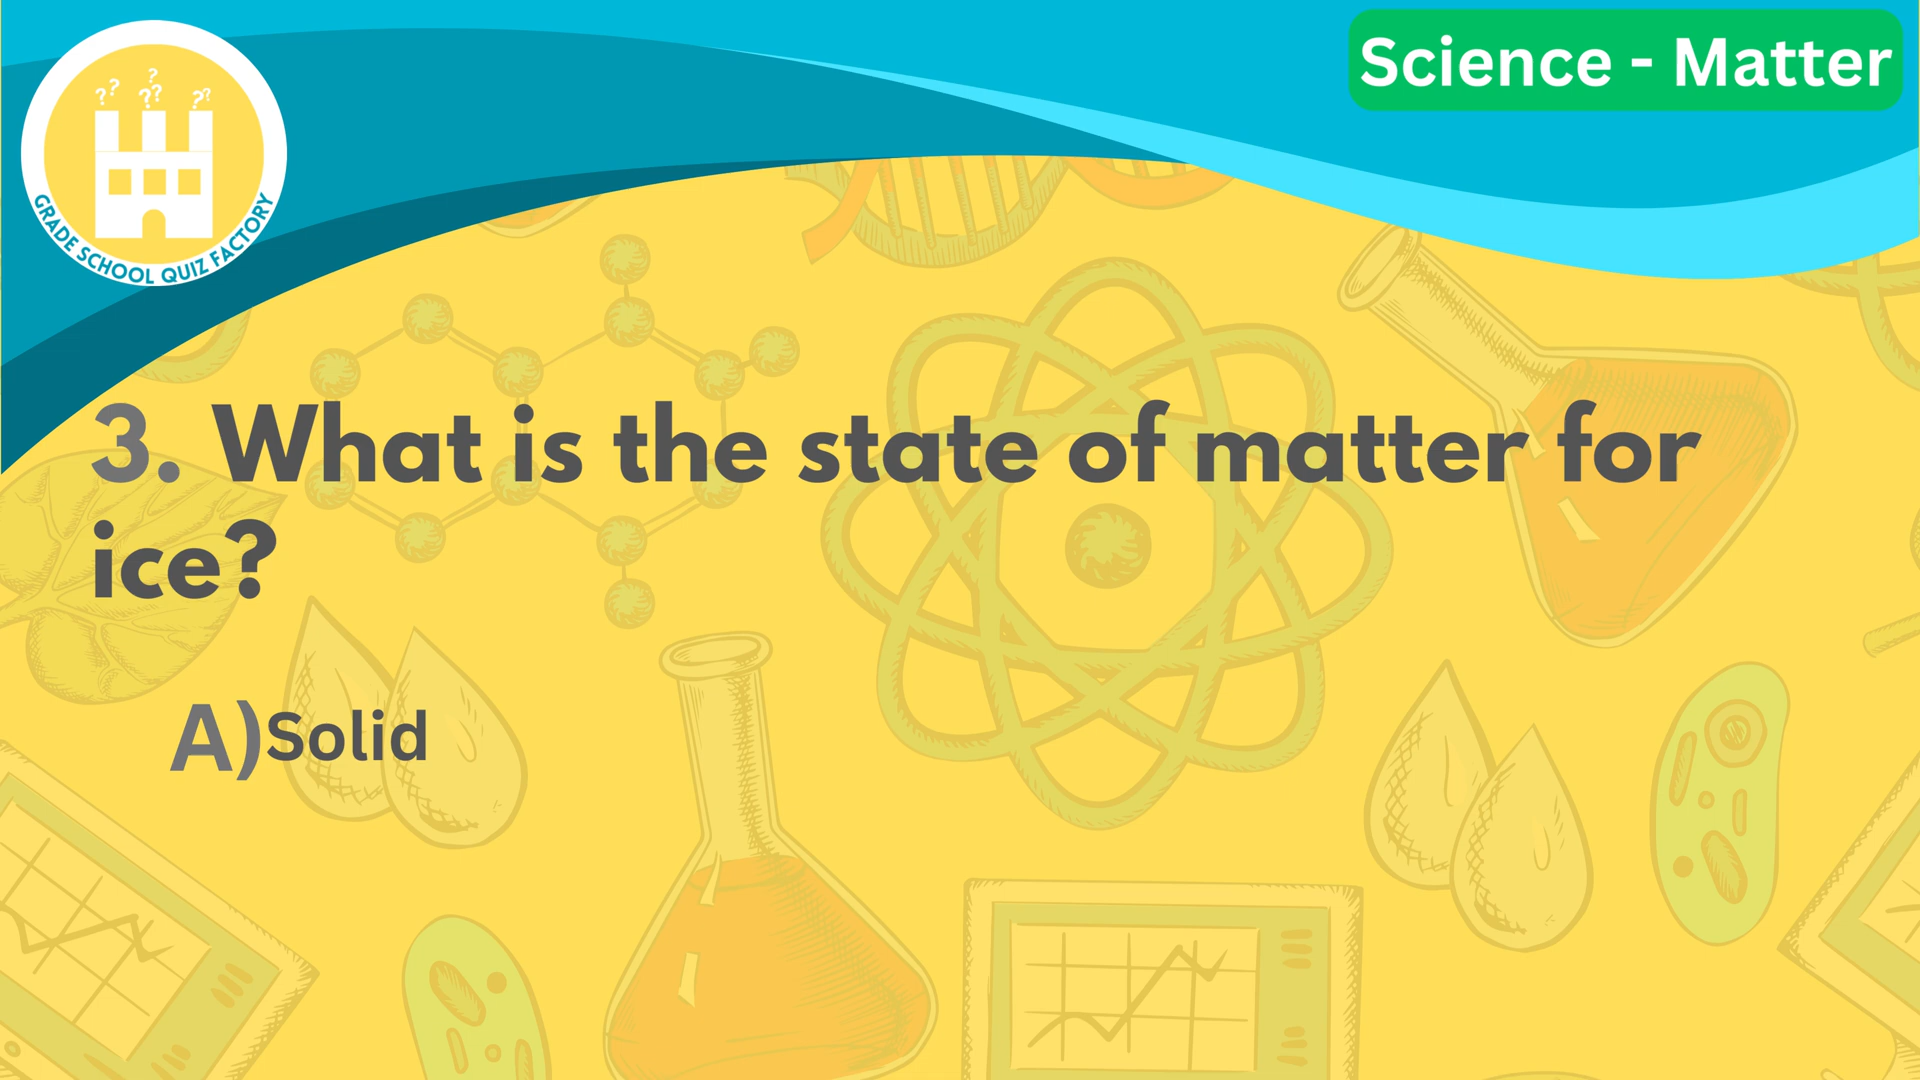 Science - Matter
?? ? ?? ??
GRADE SCHOOL QUIZ FACTORY
3. What is the state of matter for
ice?
A)Solid